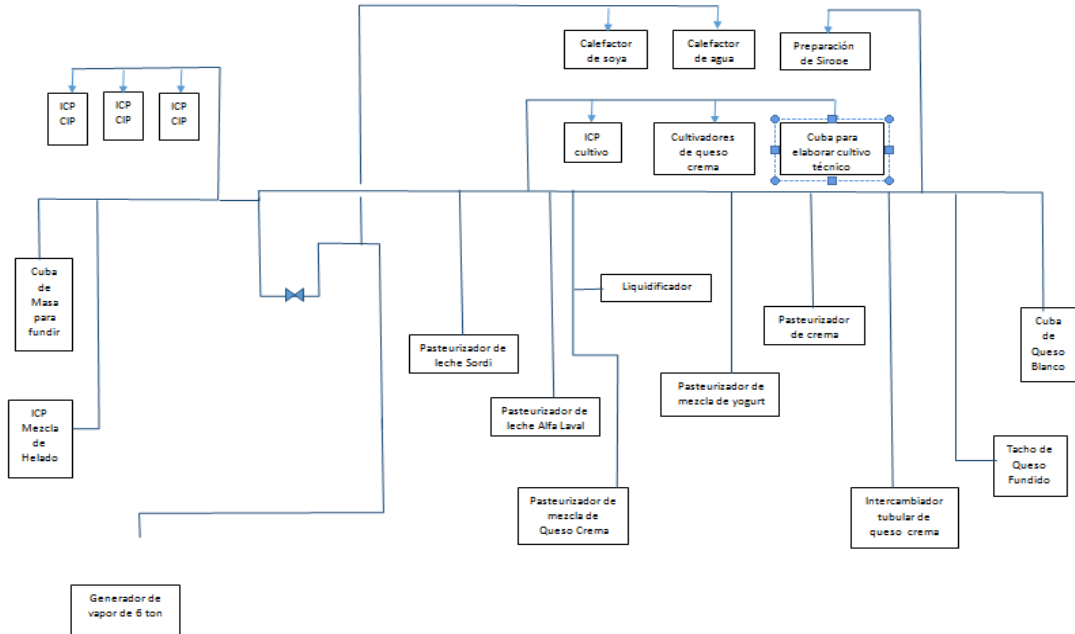 Calefactor
de soya
Calefactor
de agua
Preparación
de Sirope
ICP
CIP
ICP
CIP
ICP
CIP
ICP
cultivo
Cultivadores
de queso
crema
Cuba para
elaborar cultivo
técnico
Cuba
de
Masa
para
fundir
Liquidificador
Pasteurizador
de crema
Cuba
de
Queso
Blanco
Pasteurizador de
leche Sordi
Pasteurizador de
mezcla de yogurt
ICP
Mezcla
de
Helado
Pasteurizador de
leche Alfa Laval
Tacho de
Queso
Fundido
Pasteurizador de
mezcla de
Queso Crema
Intercambiador
tubular de
queso crema
Generador de
vapor de 6 ton